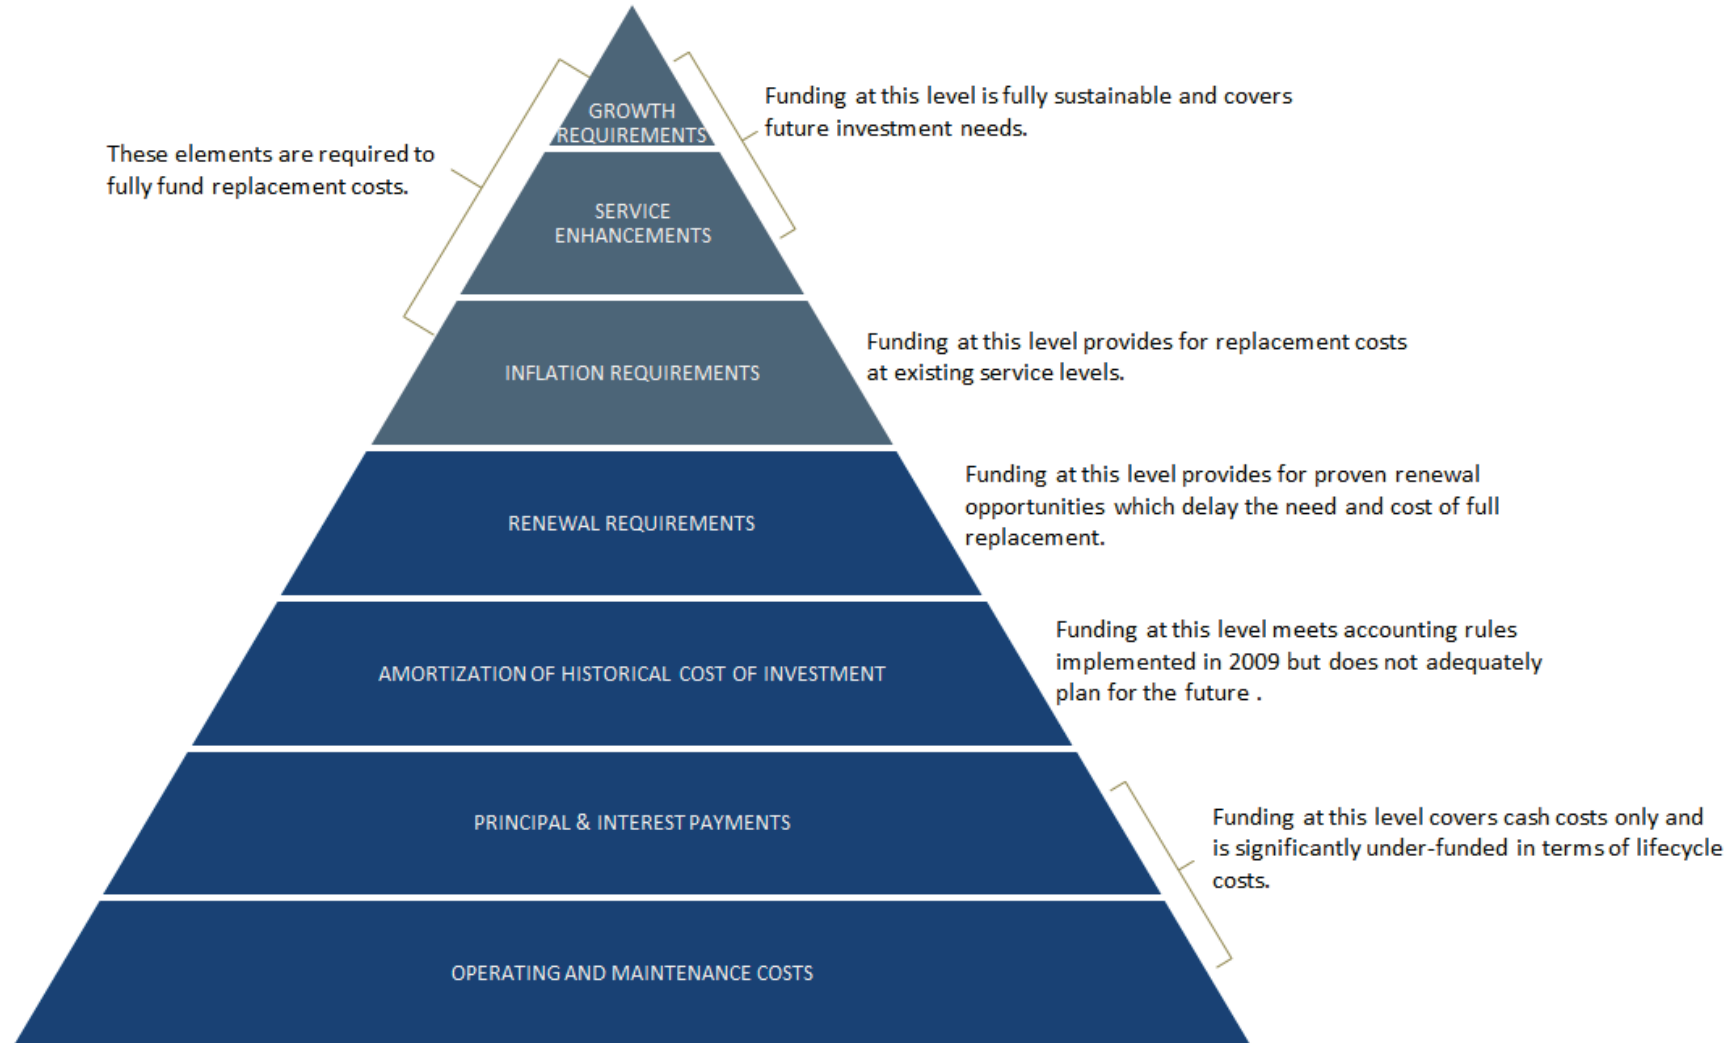 GROWTH
REQUIREMENTS
Funding at this level is fully sustainable and covers
future investment needs.
These elements are required to
fully fund replacement costs.
SERVICE
ENHANCEMENTS
INFLATION REQUIREMENTS
Funding at this level provides for replacement costs
at existing service levels.
RENEWAL REQUIREMENTS
Funding at this level provides for proven renewal
opportunities which delay the need and cost of full
replacement.
AMORTIZATION OF HISTORICAL COST OF INVESTMENT
Funding at this level meets accounting rules
implemented in 2009 but does not adequately
plan for the future .
PRINCIPAL & INTEREST PAYMENTS
Funding at this level covers cash costs only and
is significantly under-funded in terms of lifecycle
costs.
OPERATING AND MAINTENANCE COSTS